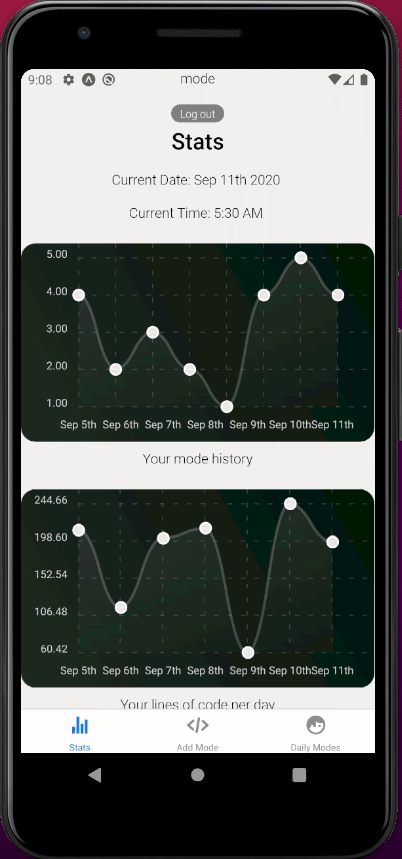 9:08
mode
Log out
Stats
Current Date: Sep 11th 2020
Current Time: 5:30 AM
5.00
4.00
3.00
2.00
1.00
Sep 5th Sep 6th Sep 7th Sep 8th Sep 9th Sep 10th Sep 11th
Your mode history
244.66
198.60
152.54
106.48
60.42
Sep 5th Sep 6th Sep 7th Sep 8th Sep 9th Sep 10th Sep 11th
Your lines of code per day
Stats Add Mode Daily Modes